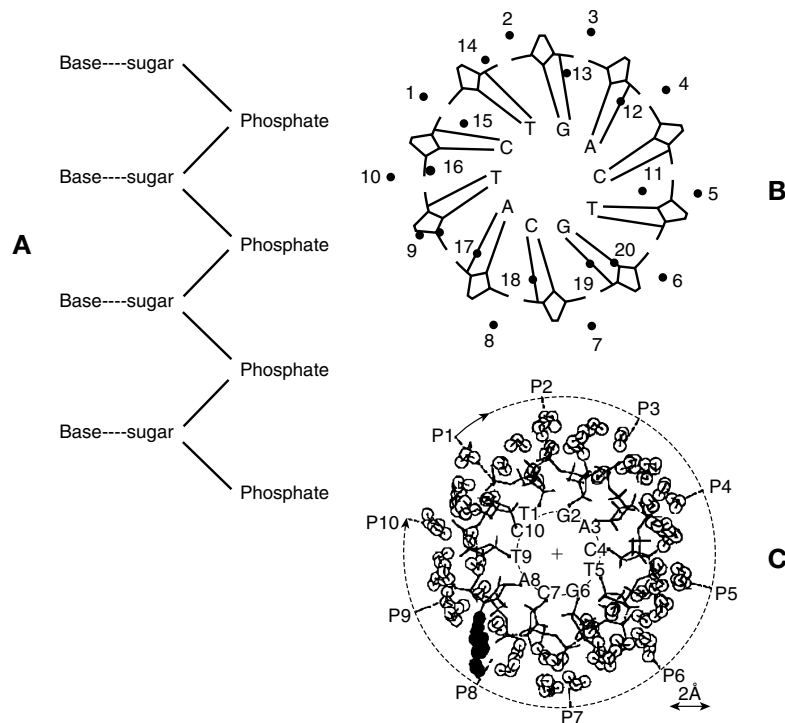 Base----sugar
Phosphate
Base----sugar
Phosphate
Base----sugar
Phosphate
Base----sugar
Phosphate
A
2
3
14
13
1
4
15
T
G
A
12
C
C
10
16
T
11
5
B
A
C
G
T
9
17
18
19
20
6
8
7
P2
P1
P3
P10
P4
T1
G2
A3
C10
C4
T9
T5
C
A8
C7
G6
P9
P5
P8
P6
P7
2Å